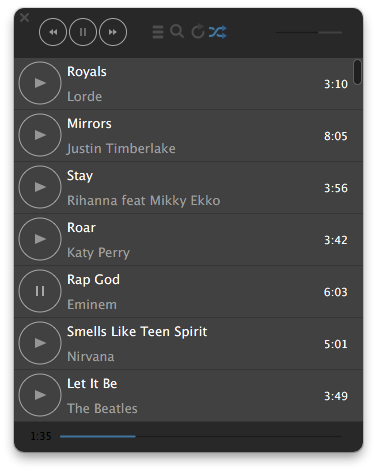 Royals
Lorde
3:10
Mirrors
Justin Timberlake
8:05
Stay
Rihanna feat Mikky Ekko
3:56
Roar
Katy Perry
3:42
Rap God
Eminem
6:03
Smells Like Teen Spirit
Nirvana
5:01
Let It Be
The Beatles
3:49
1:35